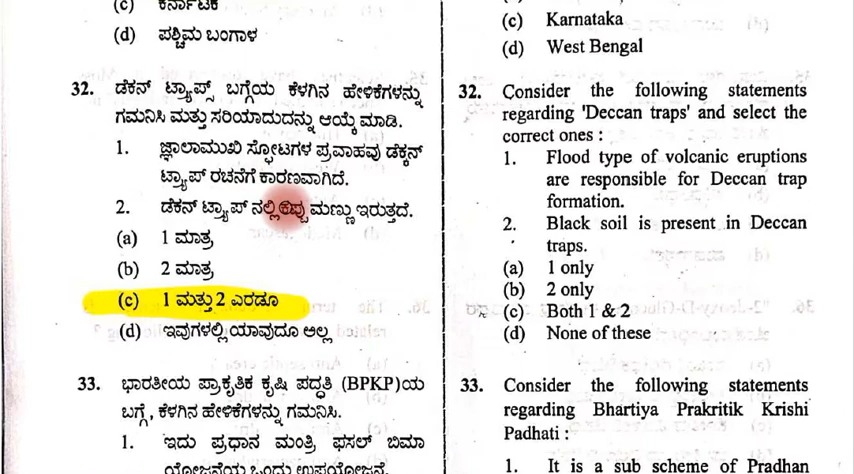 (c) ಕರ್ನಾಟಕ
(d) ಪಶ್ಚಿಮ ಬಂಗಾಳ
32. ಡೆಕನ್ ಟ್ರ್ಯಾಪ್ಸ್ ಬಗ್ಗೆಯ ಕೆಳಗಿನ ಹೇಳಿಕೆಗಳನ್ನು
ಗಮನಿಸಿ ಮತ್ತು ಸರಿಯಾದುದನ್ನು ಆಯ್ಕೆ ಮಾಡಿ.
1. ಜ್ಞಾಲಾಮುಖಿ ಸ್ಫೋಟಗಳ ಪ್ರವಾಹವು ಡೆಕ್ಕನ್
ಟ್ರ್ಯಾಪ್ ರಚನೆಗೆ ಕಾರಣವಾಗಿದೆ.
2. ಡೆಕನ್ ಟ್ರ್ಯಾಪ್ ನಲ್ಲಿ ಕಪ್ಪು ಮಣ್ಣು ಇರುತ್ತದೆ.
(a) 1 ಮಾತ್ರ
(b) 2 ಮಾತ್ರ
(c) 1 ಮತ್ತು 2 ಎರಡೂ
(d) ಇವುಗಳಲ್ಲಿ ಯಾವುದೂ ಅಲ್ಲ
33. ಭಾರತೀಯ ಪ್ರಾಕೃತಿಕ ಕೃಷಿ ಪದ್ಧತಿ (BPKP)ಯ
ಬಗ್ಗೆ, ಕೆಳಗಿನ ಹೇಳಿಕೆಗಳನ್ನು ಗಮನಿಸಿ.
1. ಇದು ಪ್ರಧಾನ ಮಂತ್ರಿ ಫಸಲ್ ಬಿಮಾ
ಯೋಜನೆಯ ಒಂದು ಉಪಯೋಜನೆ.
(c) Karnataka
(d) West Bengal
32. Consider the following statements
regarding 'Deccan traps' and select the
correct ones :
1. Flood type of volcanic eruptions
are responsible for Deccan trap
formation.
2. Black soil is present in Deccan
traps.
(a) 1 only
(b) 2 only
(c) Both 1 & 2
(d) None of these
33. Consider the following statements
regarding Bhartiya Prakritik Krishi
Padhati :
1. It is a sub scheme of Pradhan